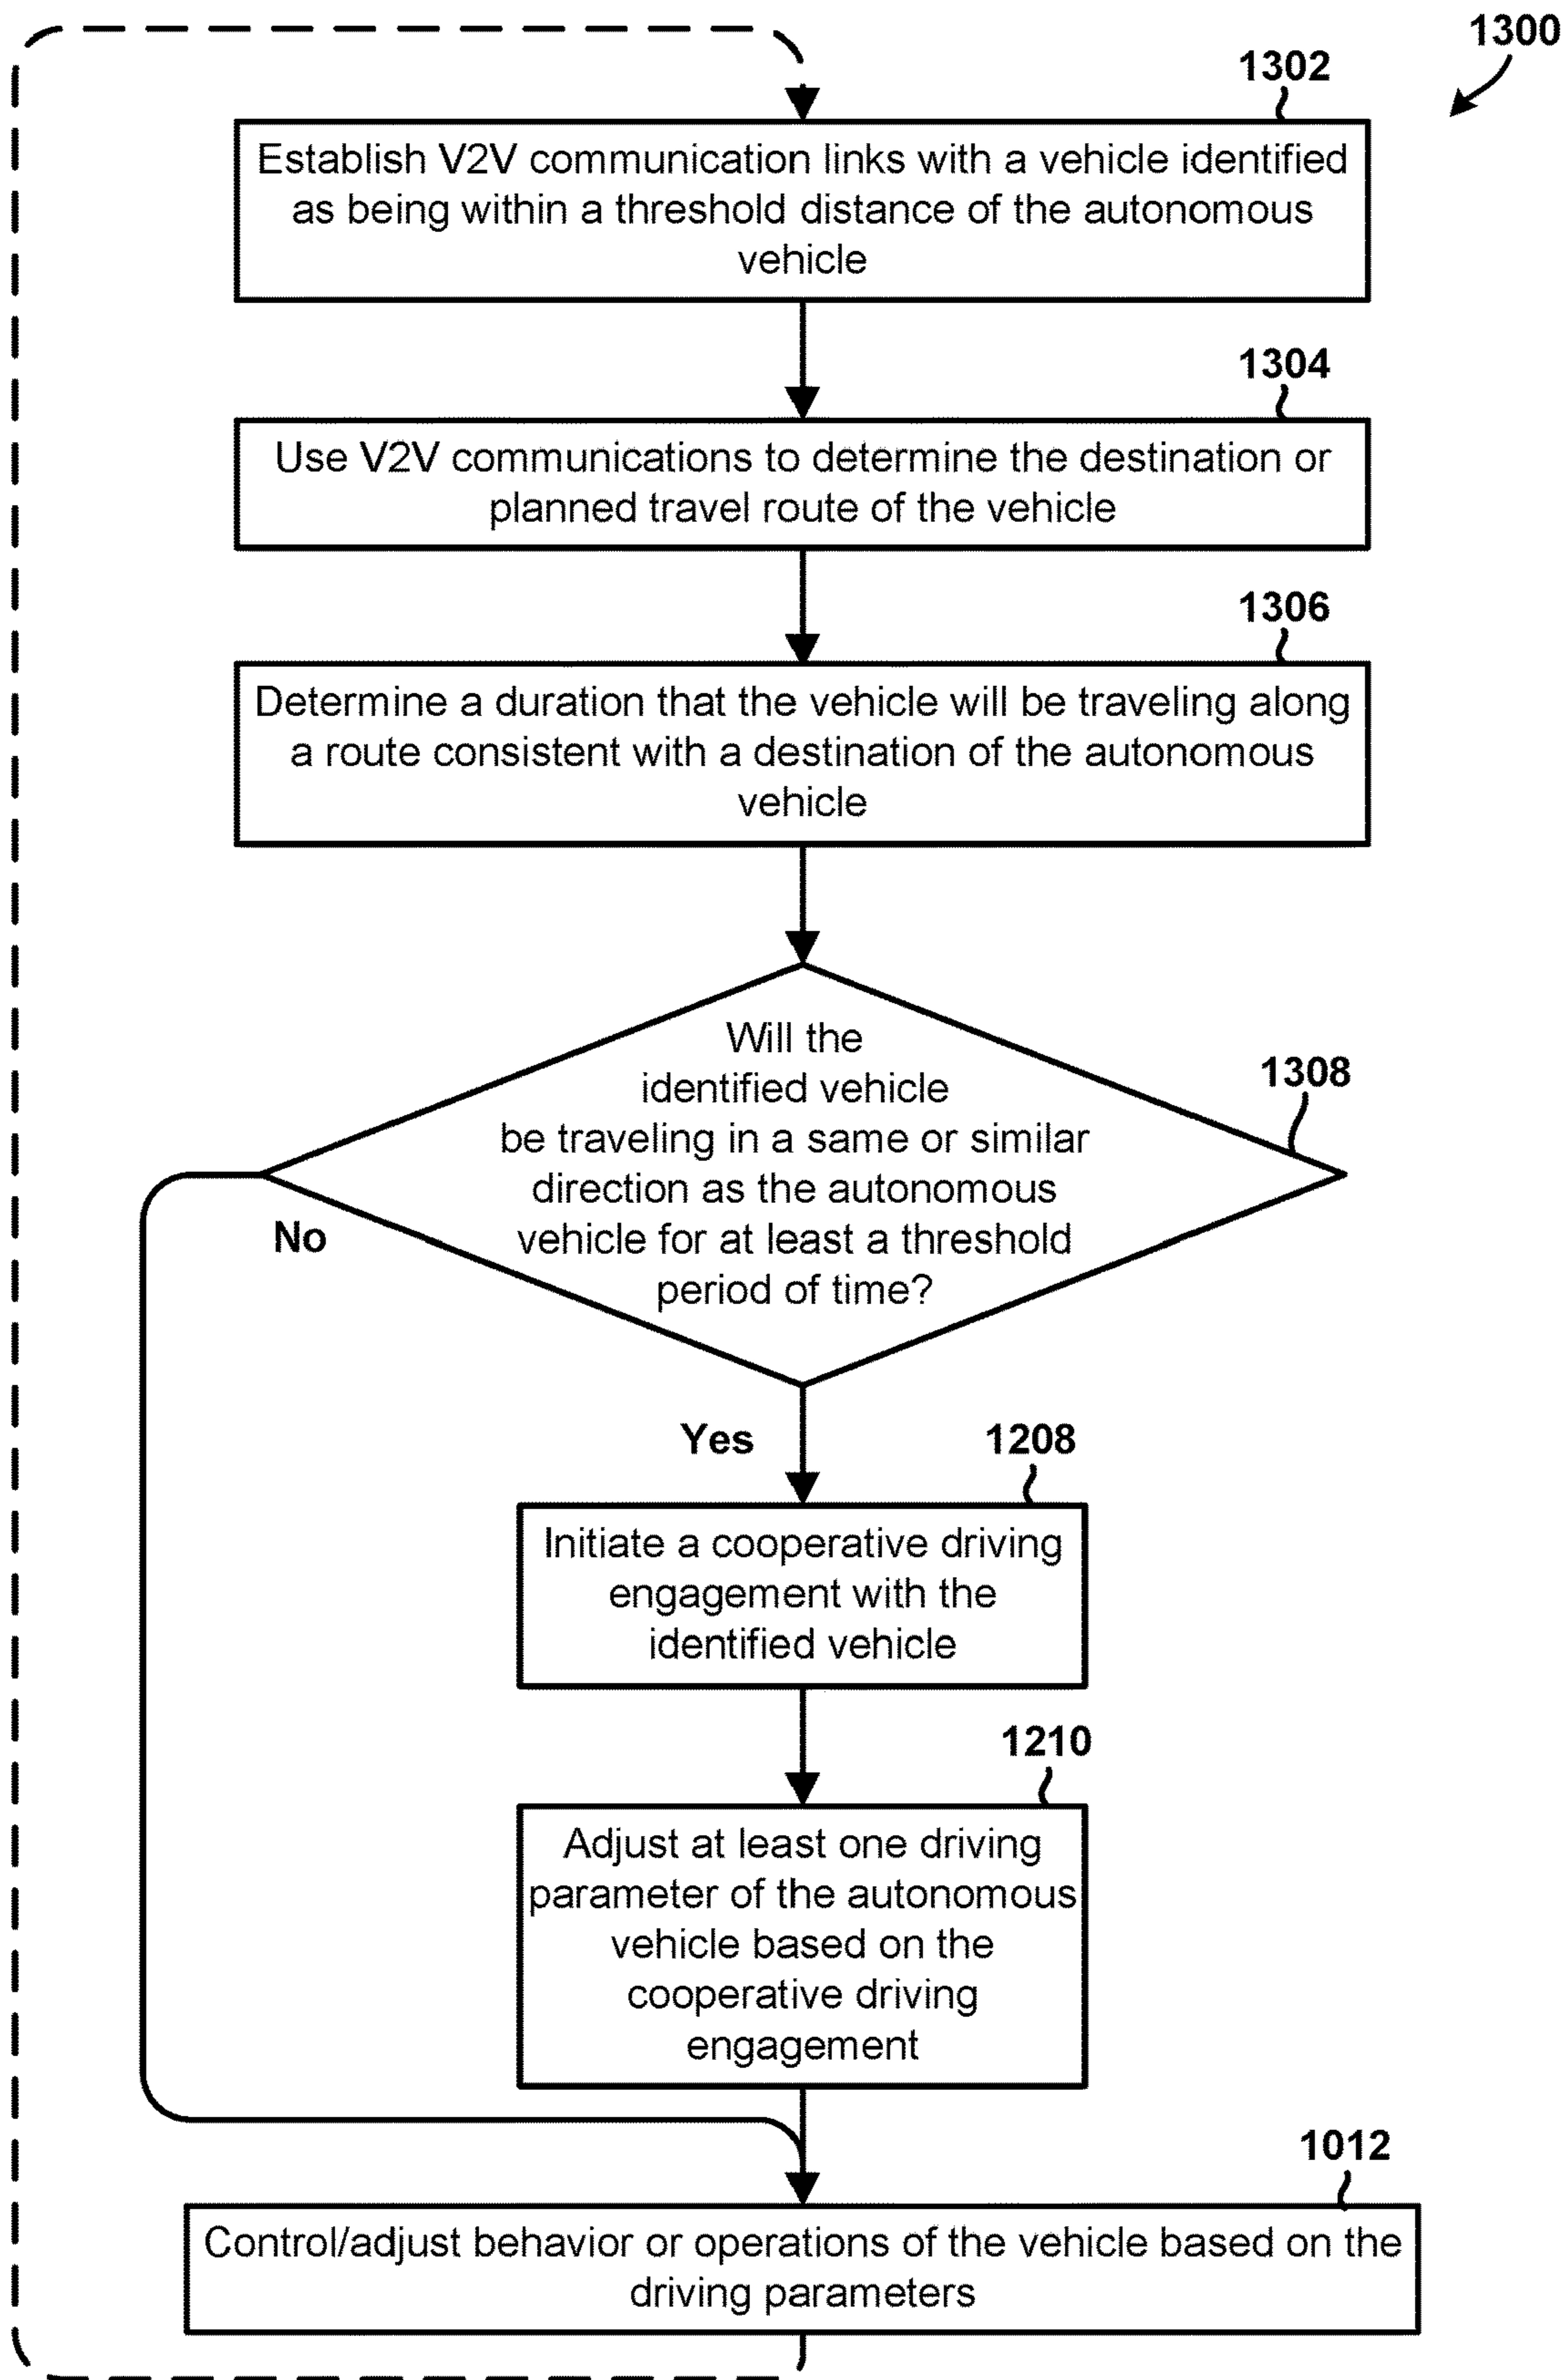 1300
1302
Establish V2V communication links with a vehicle identified
as being within a threshold distance of the autonomous
vehicle
1304
Use V2V communications to determine the destination or
planned travel route of the vehicle
1306
Determine a duration that the vehicle will be traveling along
a route consistent with a destination of the autonomous
vehicle
Will the
identified vehicle
be traveling in a same or similar
direction as the autonomous
vehicle for at least a threshold
period of time?
1308
No
Yes
1208
Initiate a cooperative driving
engagement with the
identified vehicle
1210
Adjust at least one driving
parameter of the autonomous
vehicle based on the
cooperative driving
engagement
1012
Control/adjust behavior or operations of the vehicle based on the
driving parameters